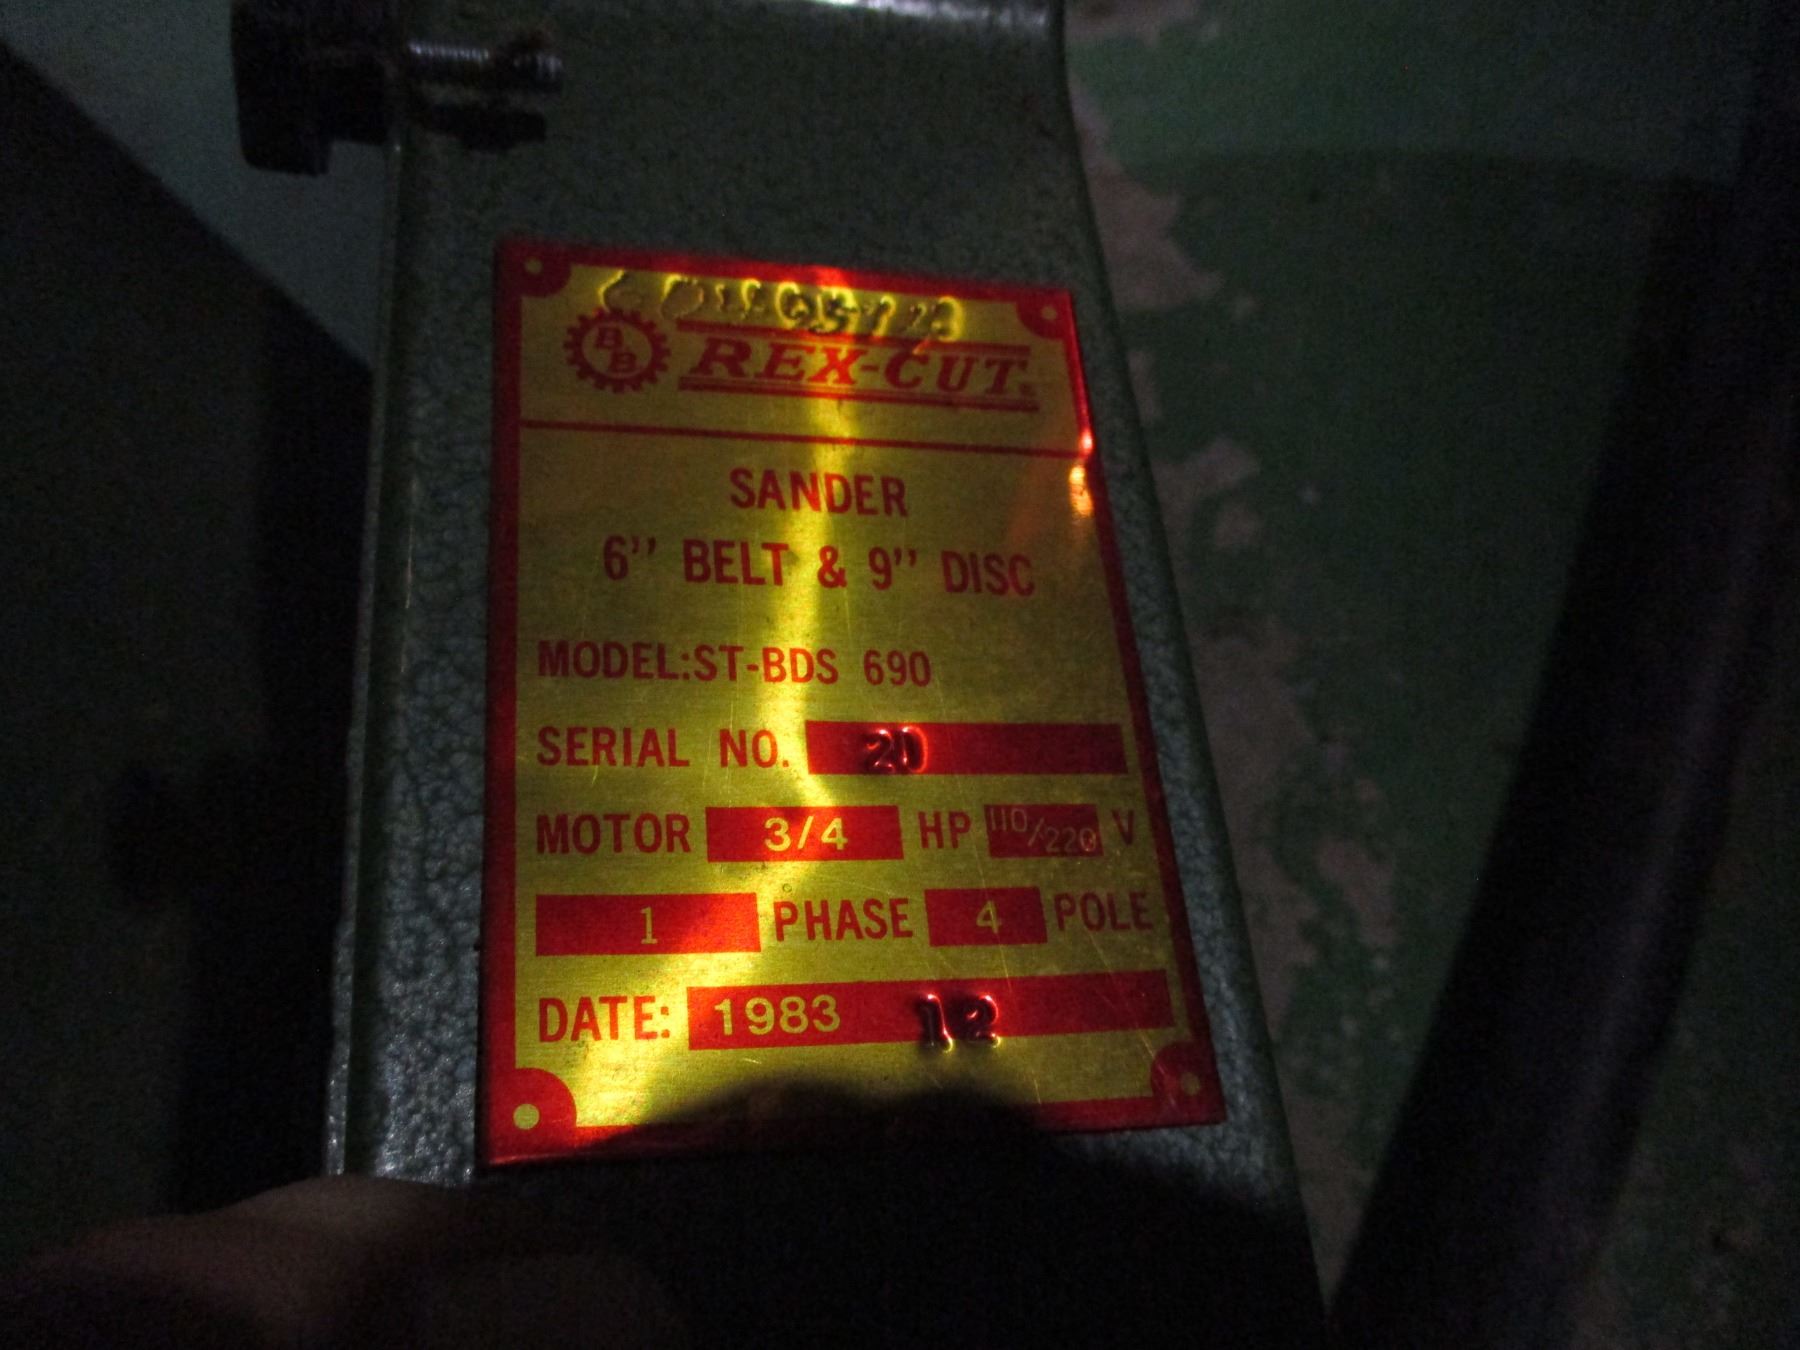 BB REX-CUT
SANDER
6" BELT & 9" DISC
MODEL:ST-BDS 690
SERIAL NO. 20
MOTOR 3/4 HP 110/220 V
1 PHASE 4 POLE
DATE: 1983 12